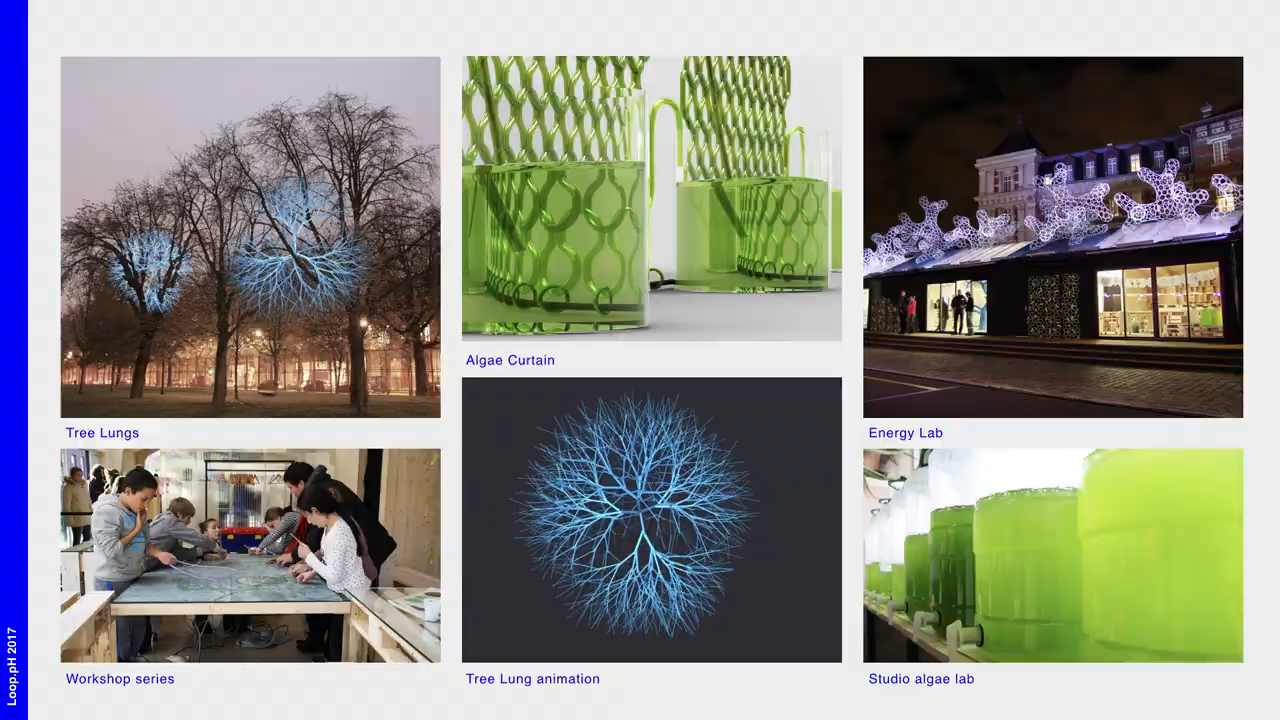 Tree Lungs
Algae Curtain
Energy Lab
Workshop series
Tree Lung animation
Studio algae lab
Loop.pH 2017